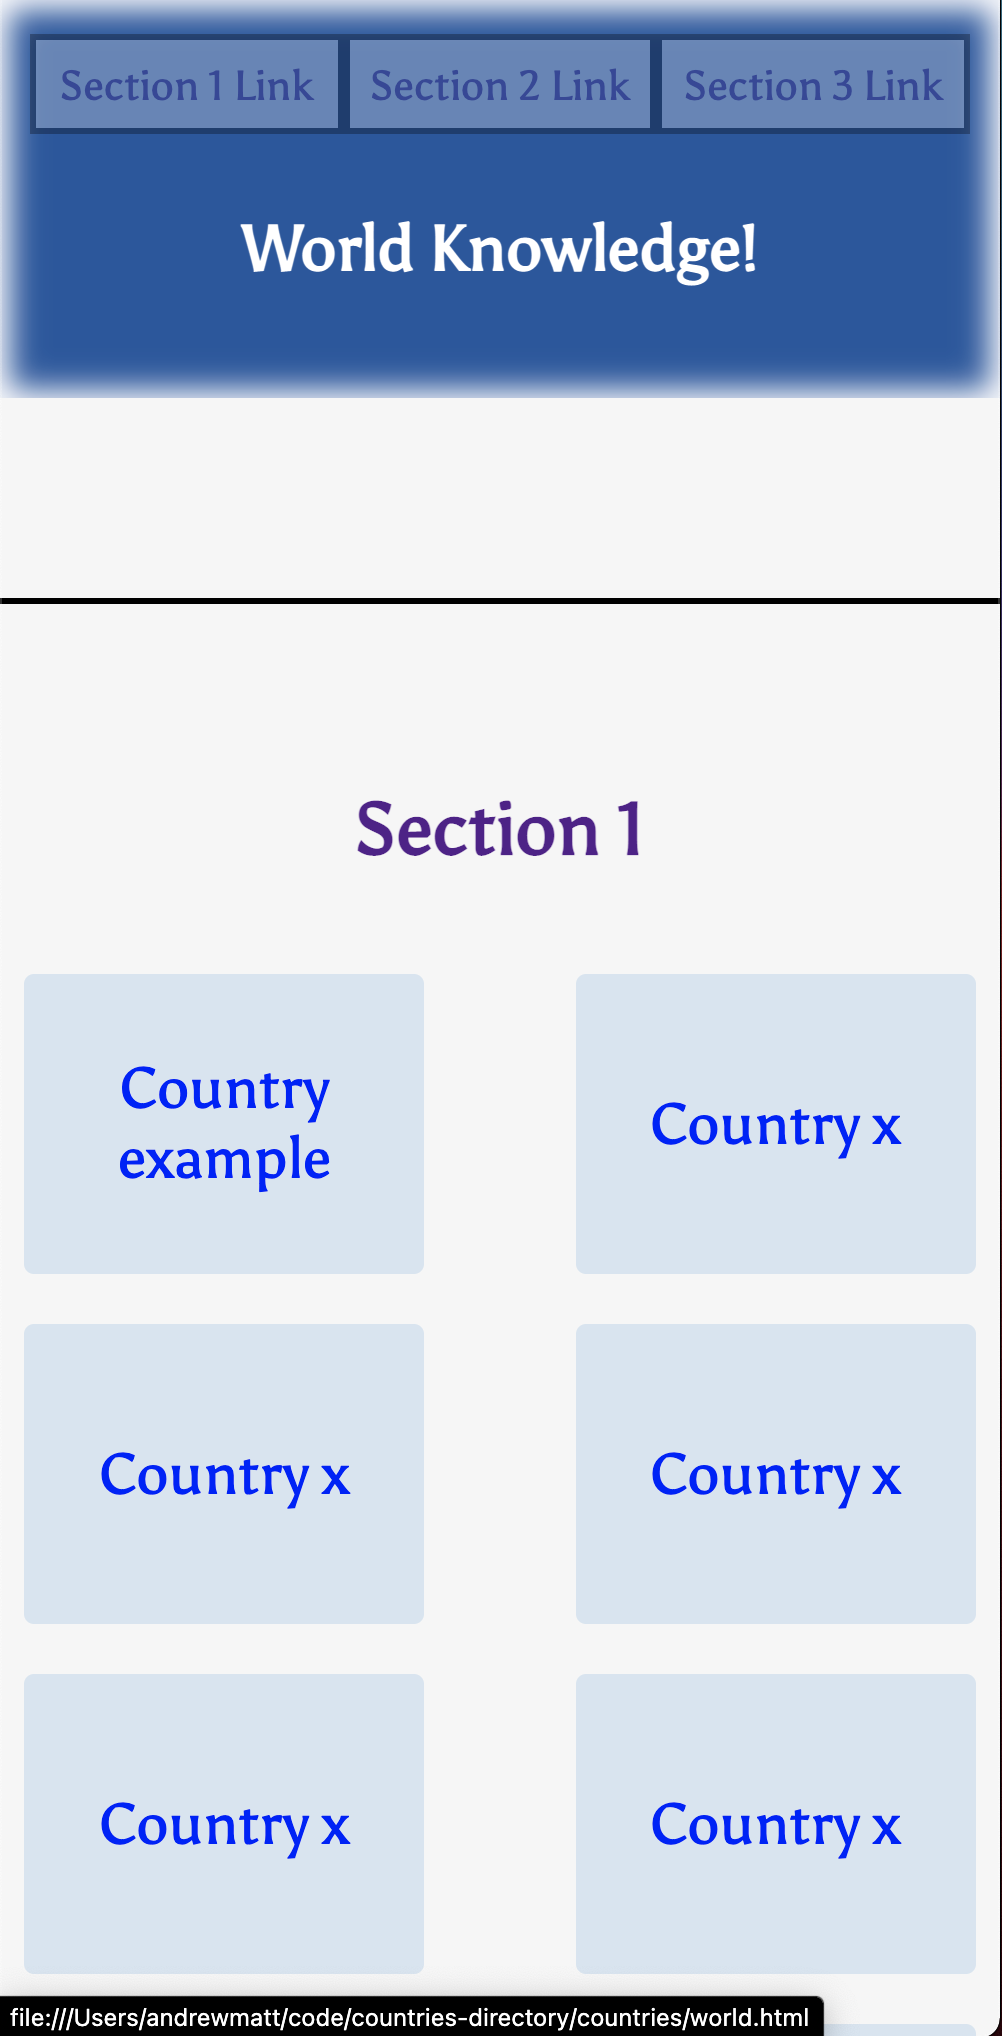 Section 1 Link
Section 2 Link
Section 3 Link
World Knowledge!
Section 1
Country
example
Country x
Country x
Country x
Country x
Country x
file:///Users/andrewmatt/code/countries-directory/countries/world.html